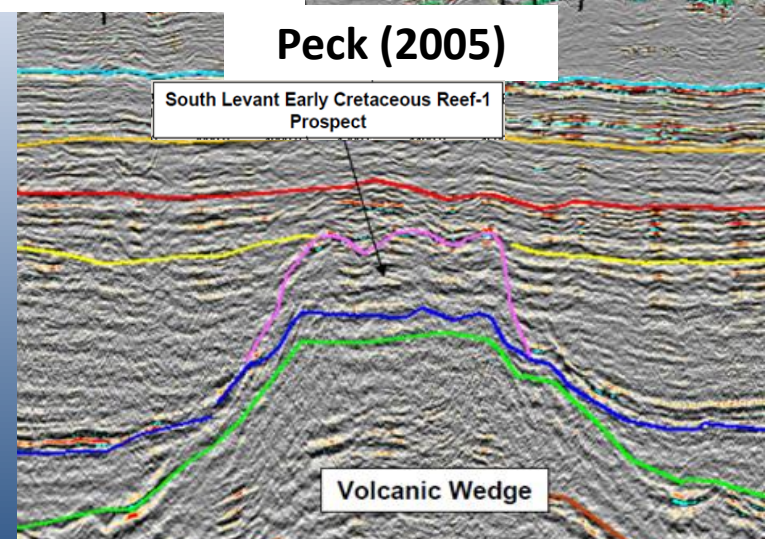 Peck (2005)
South Levant Early Cretaceous Reef-1
Prospect
Volcanic Wedge